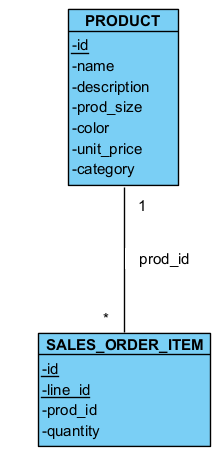 PRODUCT
-id
-name
-description
-prod_size
-color
-unit_price
-category
1
prod_id
*
SALES_ORDER_ITEM
-id
-line_id
-prod_id
-quantity